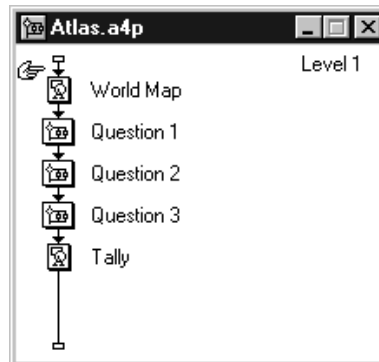 Atlas.a4p
Level 1
World Map
Question 1
Question 2
Question 3
Tally